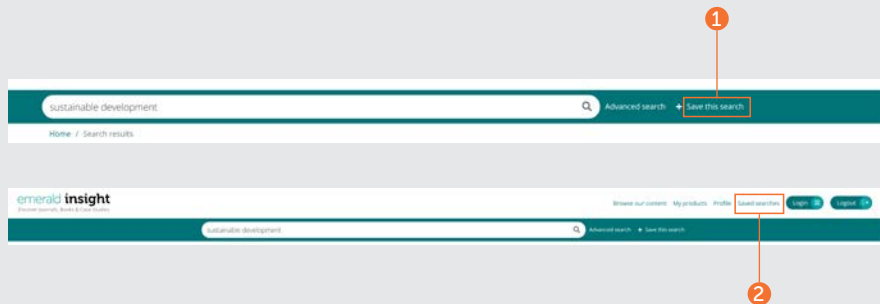 1
sustainable development Advanced search + Save this search
Home / Search results
emerald insight
Discover Journals, Books & Case Studies
Browse our content My products Profile Saved searches Login Logout
sustainable development Advanced search + Save this search
2